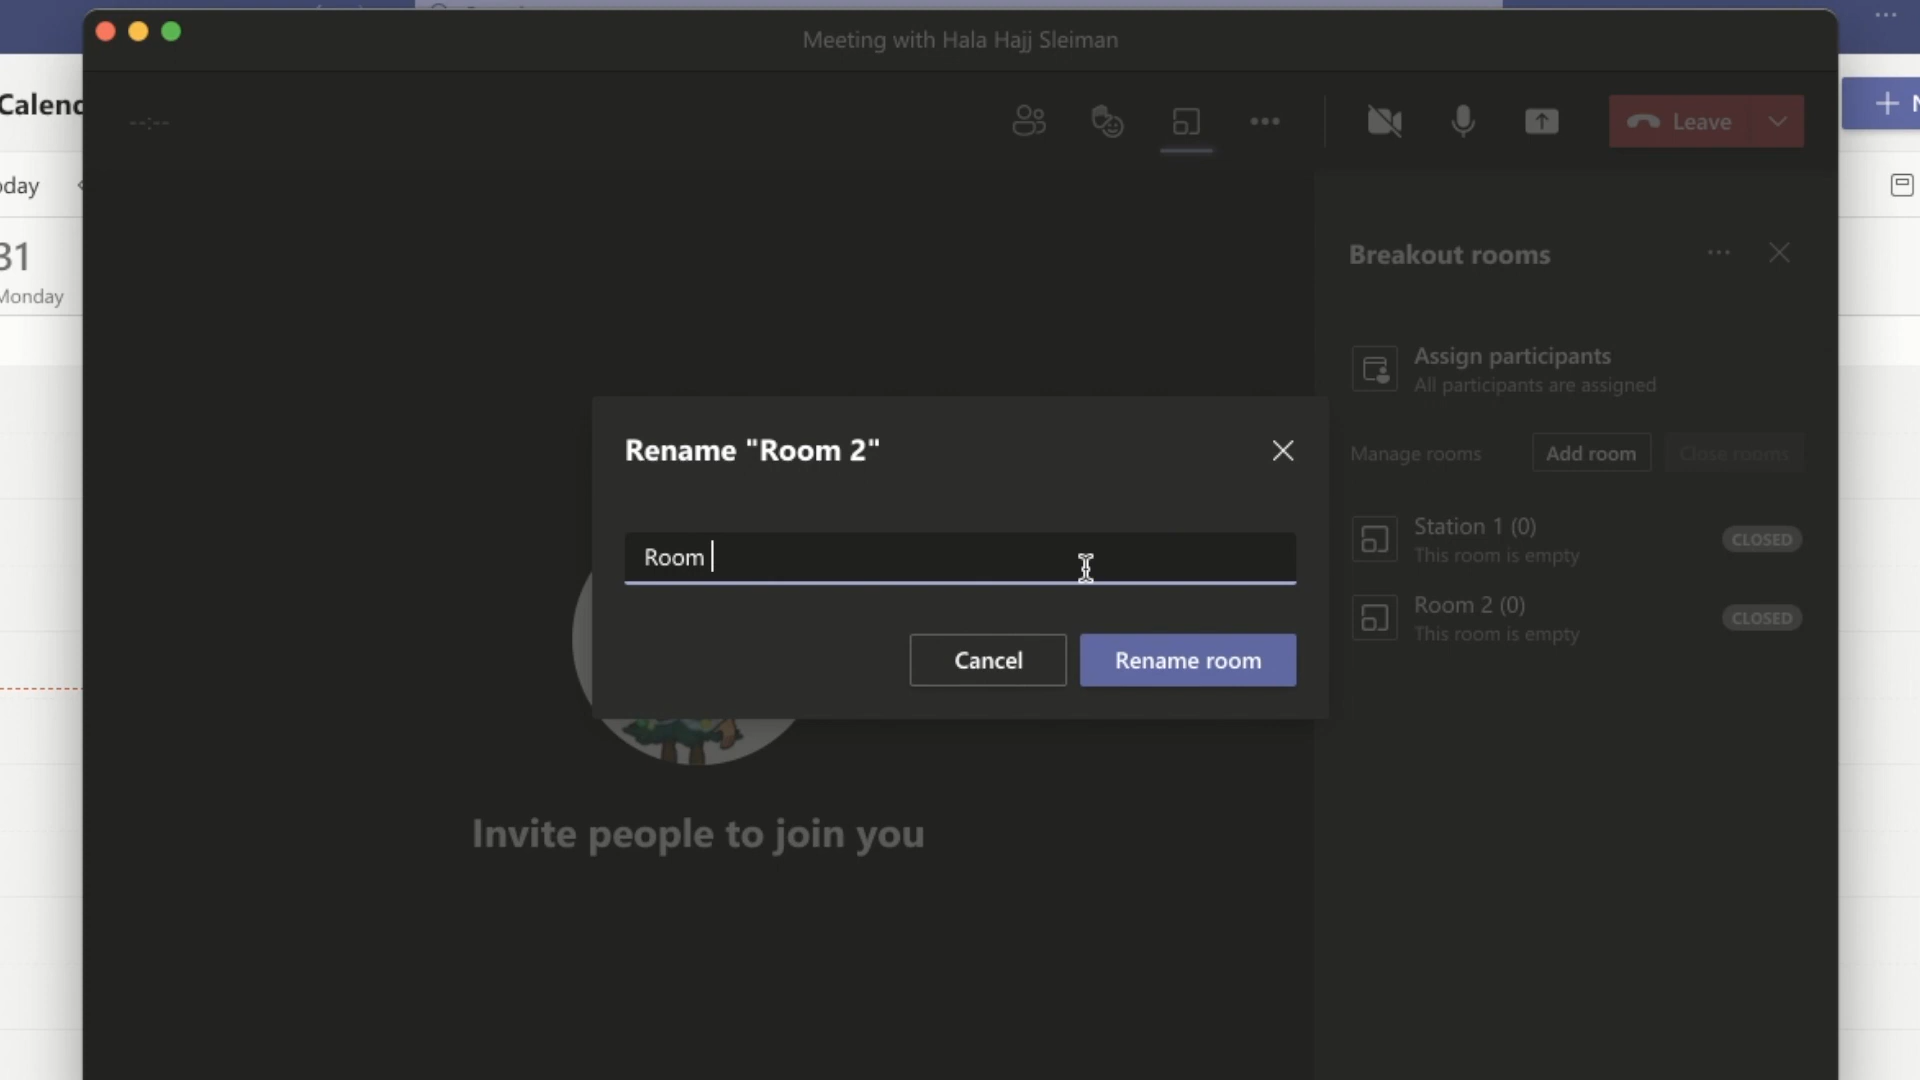 Meeting with Hala Hajj Sleiman
--:--
Leave
31
Monday
Breakout rooms
Assign participants
All participants are assigned
Manage rooms
Add room
Close rooms
Station 1 (0)
This room is empty
CLOSED
Room 2 (0)
This room is empty
CLOSED
Rename "Room 2"
Room
Cancel
Rename room
Invite people to join you